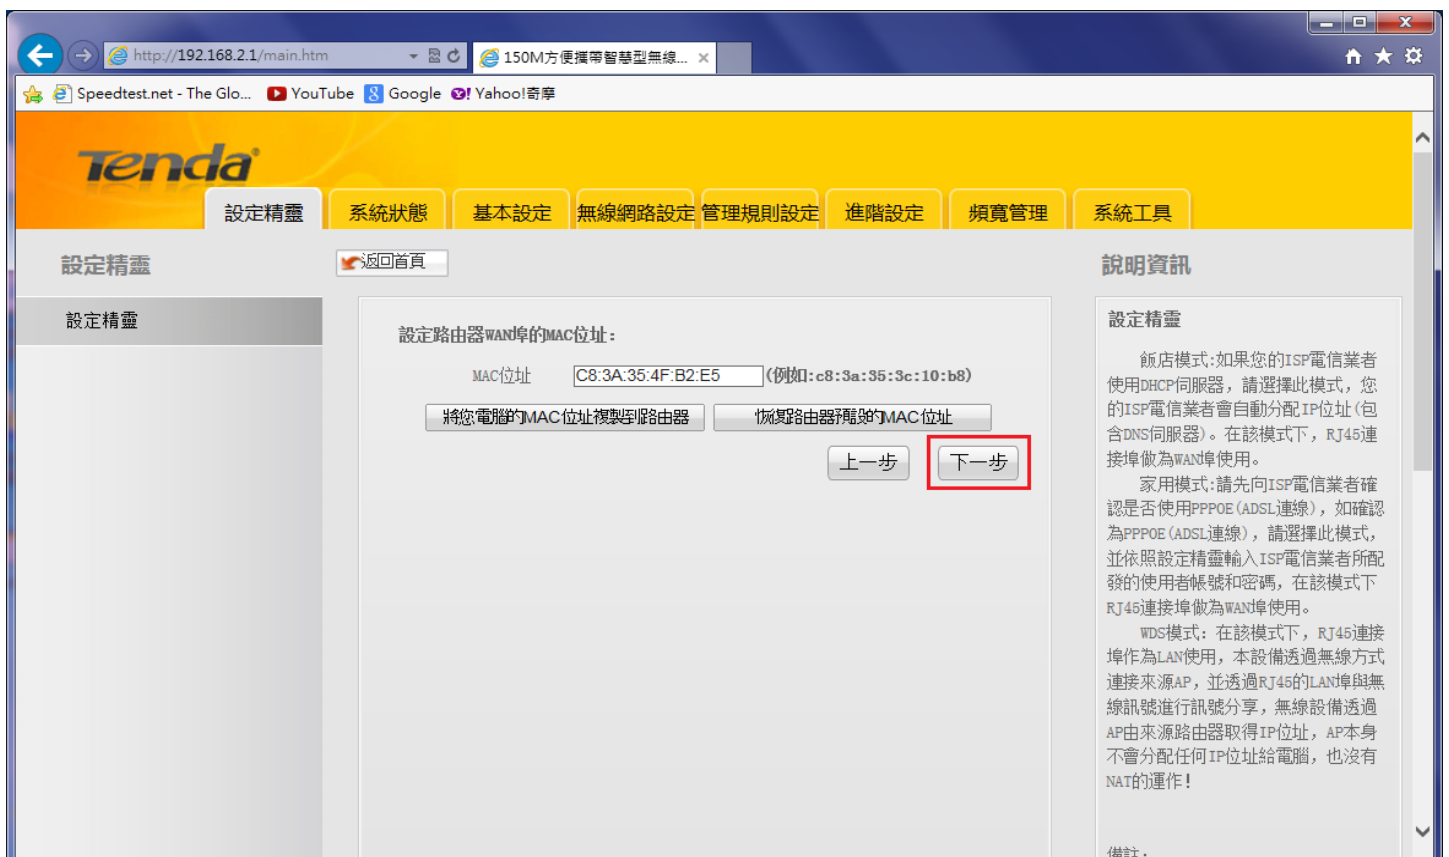 http://192.168.2.1/main.htm
150M方便攜帶智慧型無線...
Speedtest.net - The Glo...
YouTube
Google
Yahoo!奇摩
Tenda
設定精靈
系統狀態
基本設定
無線網路設定
管理規則設定
進階設定
頻寬管理
系統工具
設定精靈
設定精靈
返回首頁
設定路由器WAN埠的MAC位址：
MAC位址 C8:3A:35:4F:B2:E5 (例如:c8:3a:35:3c:10:b8)
將您電腦的MAC位址複製到路由器
恢复路由器預設的MAC位址
上一步
下一步
說明資訊
設定精靈
飯店模式:如果您的ISP電信業者
使用DHCP伺服器，請選擇此模式，您
的ISP電信業者會自動分配IP位址(包
含DNS伺服器)。在該模式下，RJ45連
接埠做為WAN埠使用。
家用模式:請先向ISP電信業者確
認是否使用PPPOE(ADSL連線)，如確認
為PPPOE(ADSL連線)，請選擇此模式，
並依照設定精靈輸入ISP電信業者所配
發的使用者帳號和密碼，在該模式下
RJ45連接埠做為WAN埠使用。
WDS模式: 在該模式下，RJ45連接
埠作為LAN使用，本設備透過無線方式
連接來源AP，並透過RJ45的LAN埠與無
線訊號進行訊號分享，無線設備透過
AP由來源路由器取得IP位址，AP本身
不會分配任何IP位址給電腦，也沒有
NAT的運作!
備註: